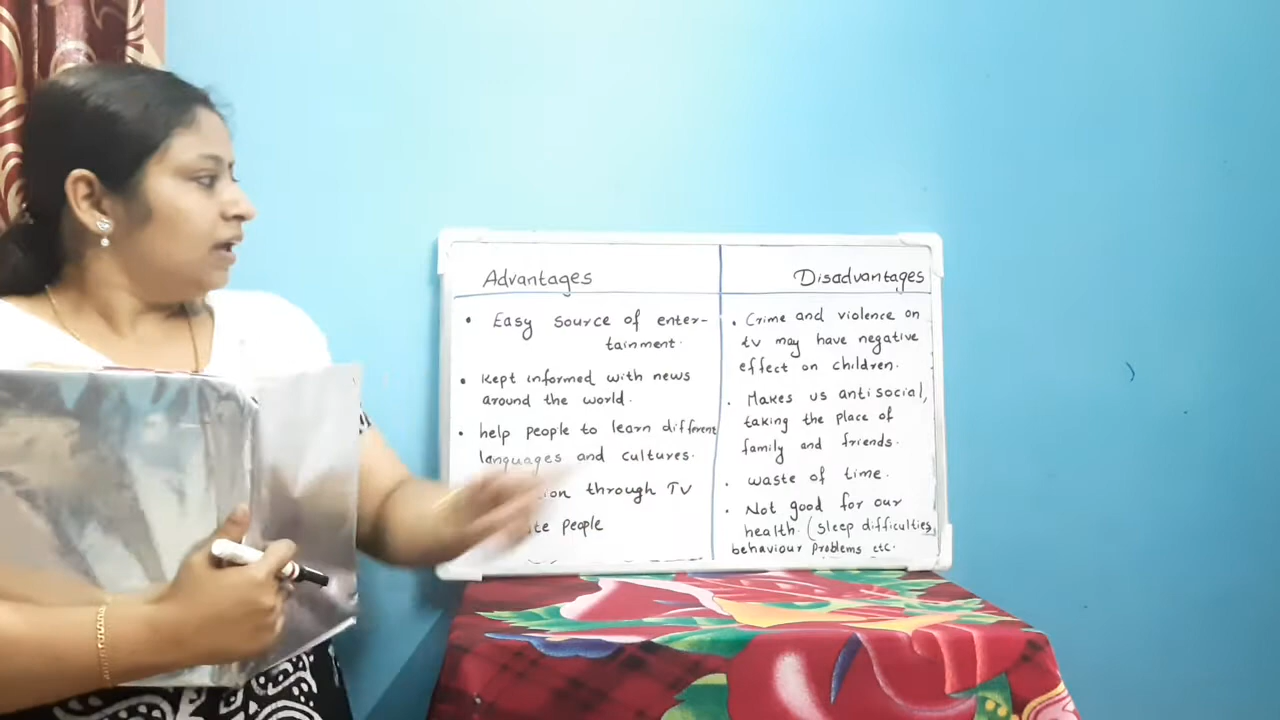 Advantages
• Easy source of enter-
tainment.
• Kept informed with news
around the world.
• help people to learn different
languages and cultures.
through TV
people
Disadvantages
• Crime and violence on
tv may have negative
effect on children.
• Makes us antisocial,
taking the place of
family and friends.
• waste of time.
• Not good for our
health. (sleep difficulties,
behaviour problems etc.